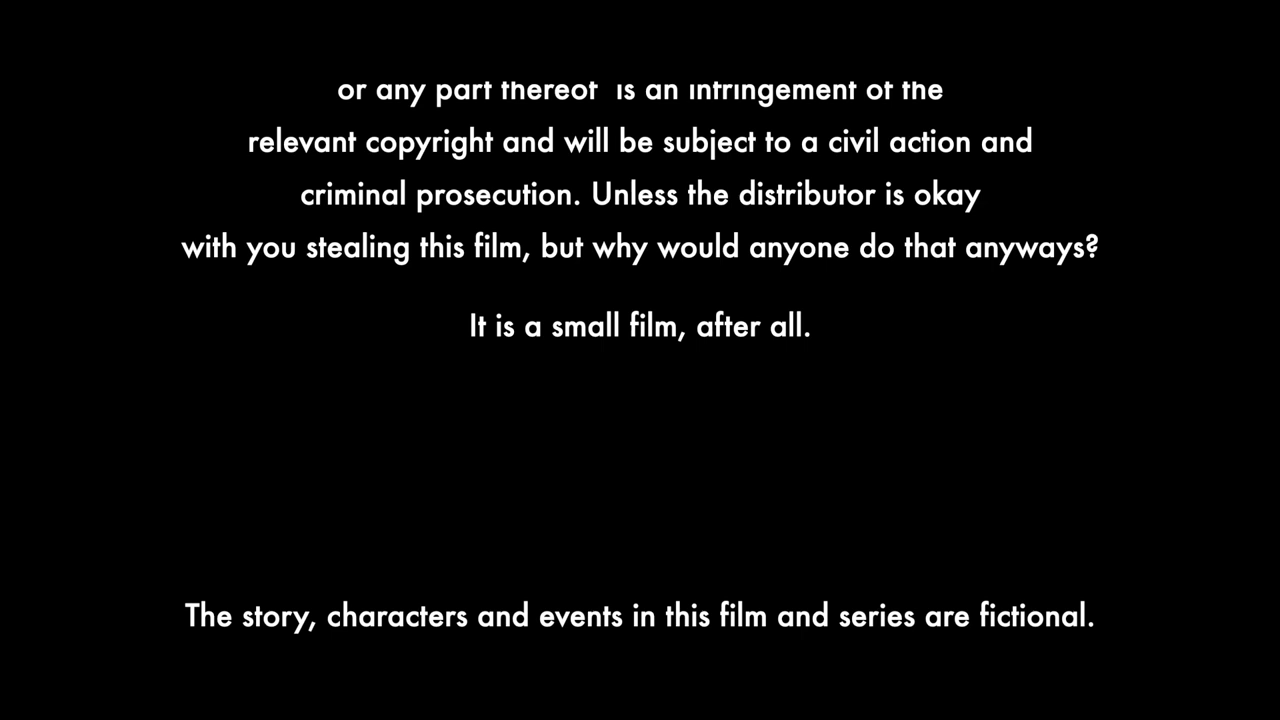 or any part thereof is an infringement of the
relevant copyright and will be subject to a civil action and
criminal prosecution. Unless the distributor is okay
with you stealing this film, but why would anyone do that anyways?
It is a small film, after all.
The story, characters and events in this film and series are fictional.